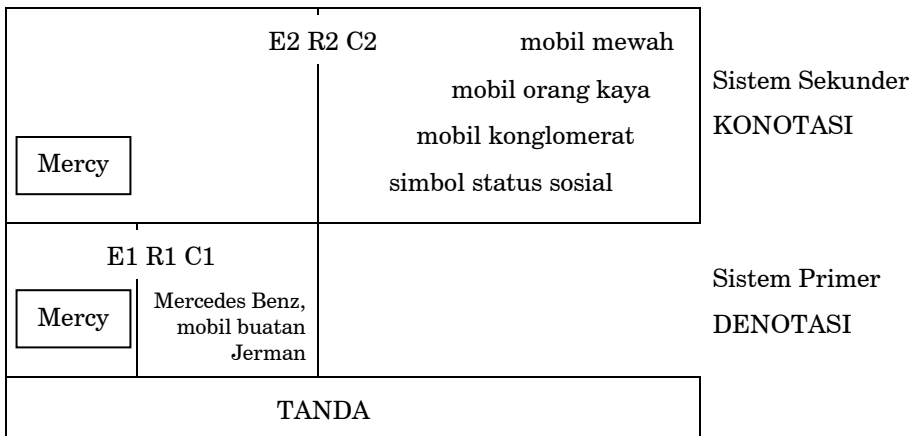 E2 R2 C2
mobil mewah
mobil orang kaya
mobil konglomerat
simbol status sosial
Mercy
Sistem Sekunder
KONOTASI
E1 R1 C1
Mercy
Mercedes Benz,
mobil buatan
Jerman
Sistem Primer
DENOTASI
TANDA